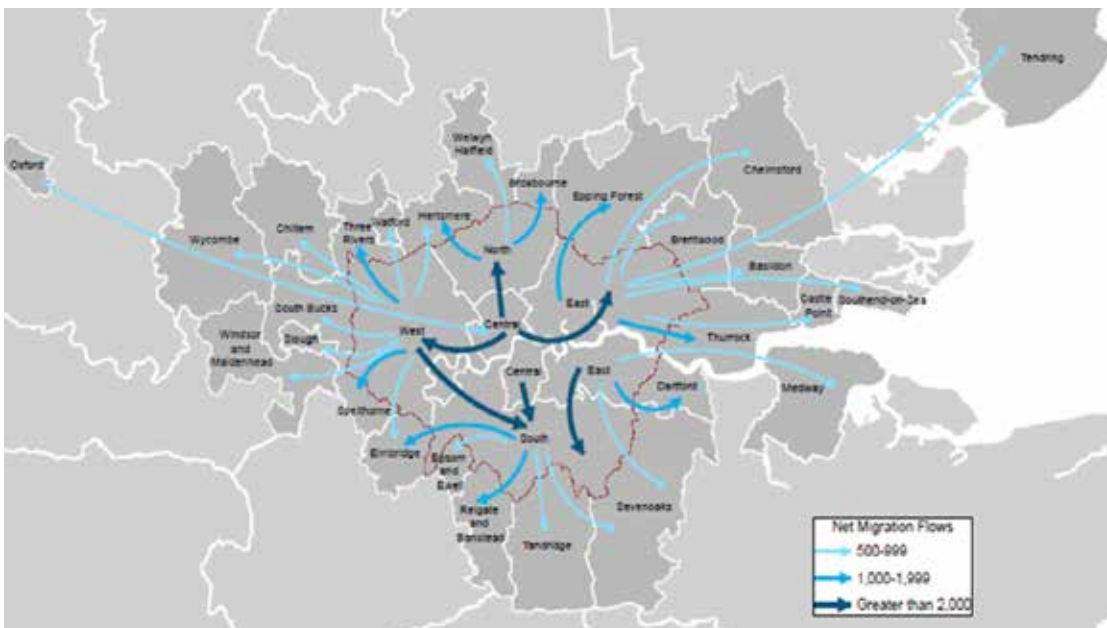 Tendring
Oxford
Welwyn
Hatfield
Broxbourne
Epping Forest
Chelmsford
Wycombe
Chiltern
Three
Rivers
Watford
Hertsmere
North
Brentwood
Basildon
South Bucks
East
Castle
Point
Southend-on-Sea
Windsor
and
Maidenhead
Slough
West
Central
Thurrock
Central
East
Dartford
Medway
Spelthorne
South
Elmbridge
Epsom
and
Ewell
Sevenoaks
Reigate
and
Banstead
Tandridge
Net Migration Flows
500-999
1,000-1,999
Greater than 2,000